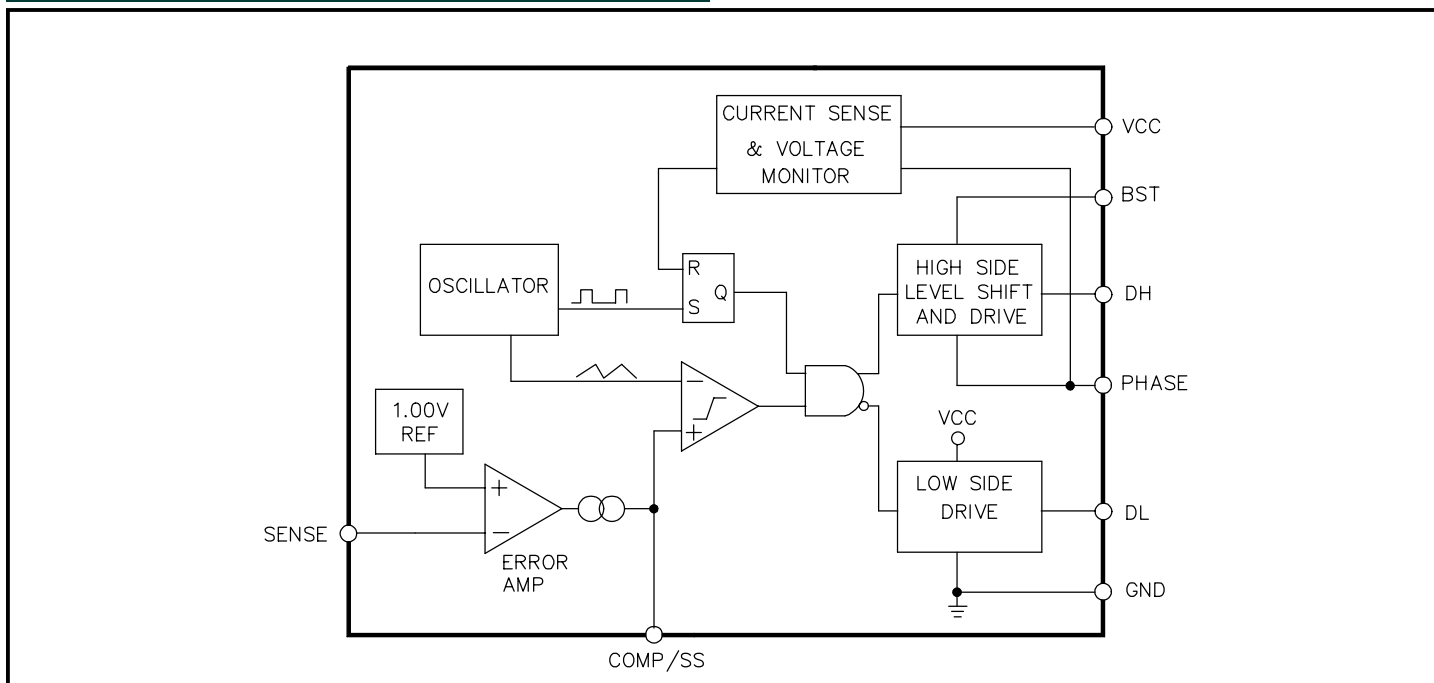 CURRENT SENSE
& VOLTAGE
MONITOR
VCC
BST
OSCILLATOR
R
S
Q
HIGH SIDE
LEVEL SHIFT
AND DRIVE
DH
PHASE
1.00V
REF
−
+
VCC
LOW SIDE
DRIVE
DL
+
−
SENSE
ERROR
AMP
GND
COMP/SS